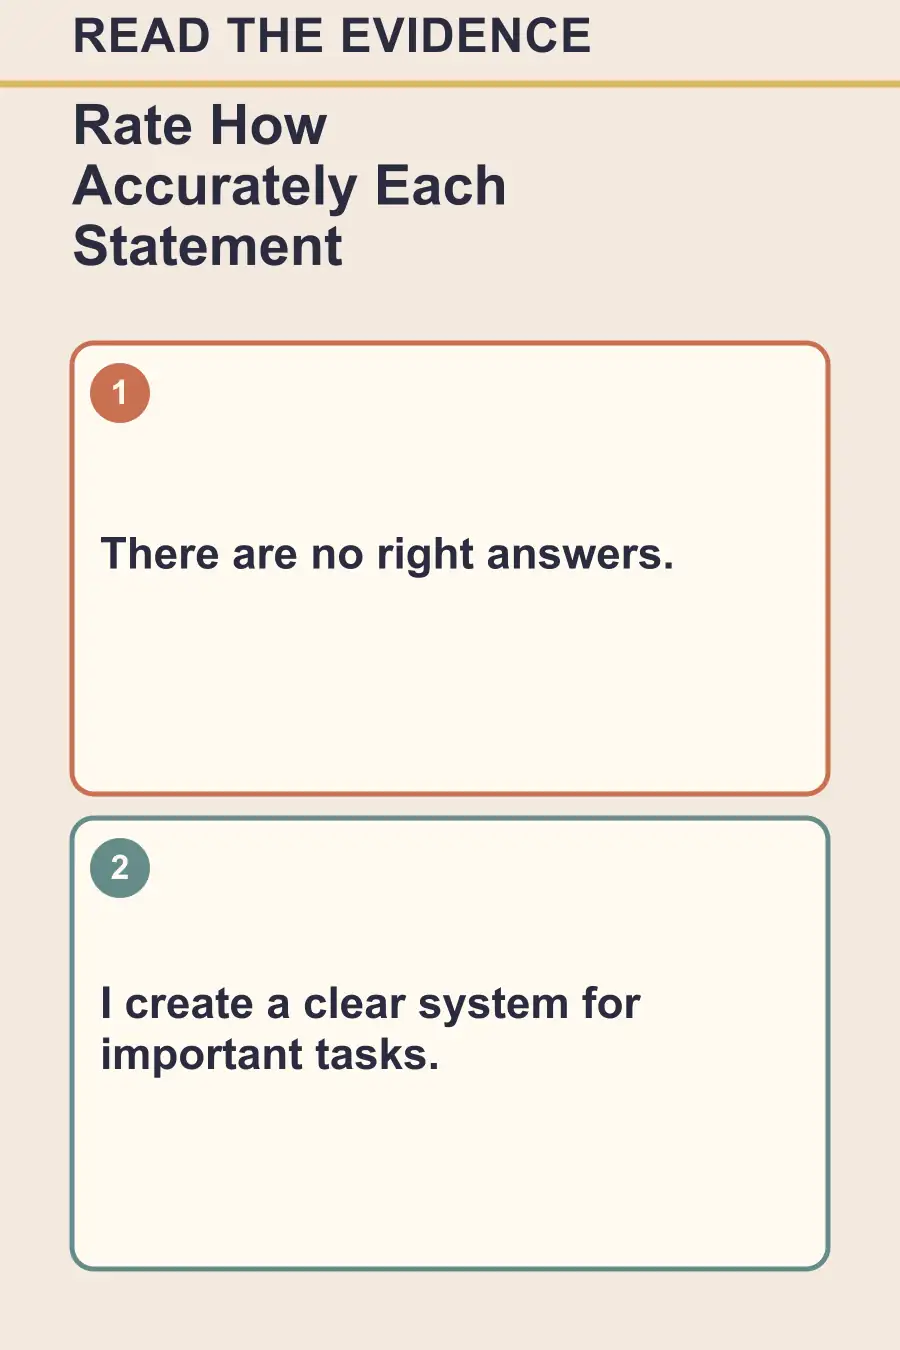 READ THE EVIDENCE
Rate How
Accurately Each
Statement
1
There are no right answers.
2
I create a clear system for
important tasks.